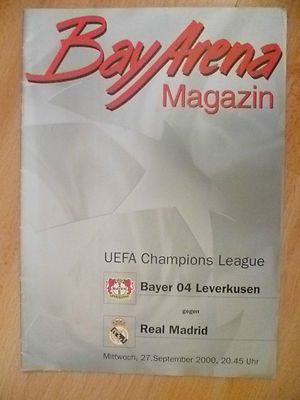 BayArena
Magazin
UEFA Champions League
Bayer 04 Leverkusen
gegen
Real Madrid
Mittwoch, 27.September 2000, 20.45 Uhr